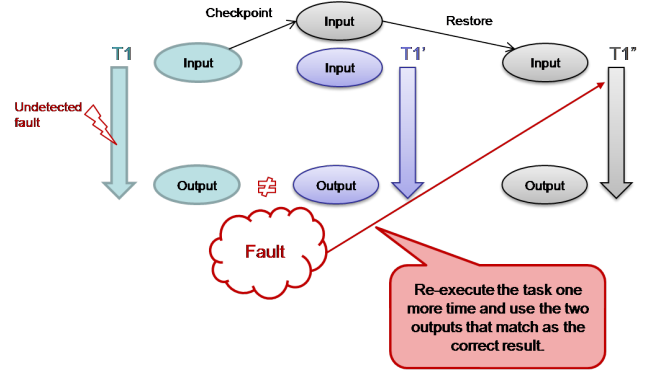 Checkpoint
Input
Restore
T1
Input
Input
T1’
Input
T1”
Undetected
fault
Output
≠
Output
Output
Fault
Re-execute the task one
more time and use the two
outputs that match as the
correct result.